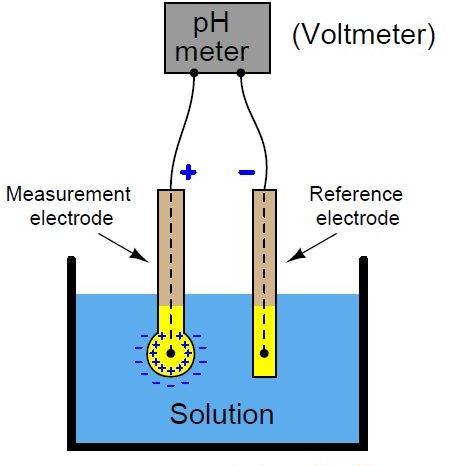 pH
meter
(Voltmeter)
+
−
Measurement
electrode
Reference
electrode
Solution